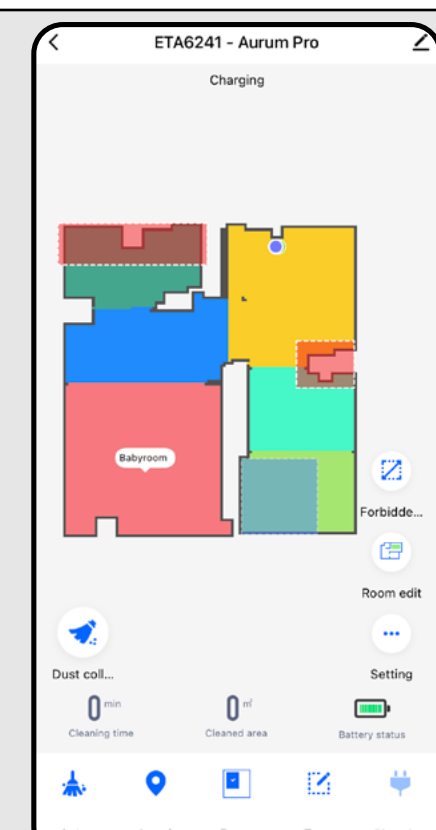 ETA6241 - Aurum Pro
Charging
Babyroom
Forbidde...
Room edit
Dust coll...
Setting
0 min
0 ㎡
Cleaning time
Cleaned area
Battery status